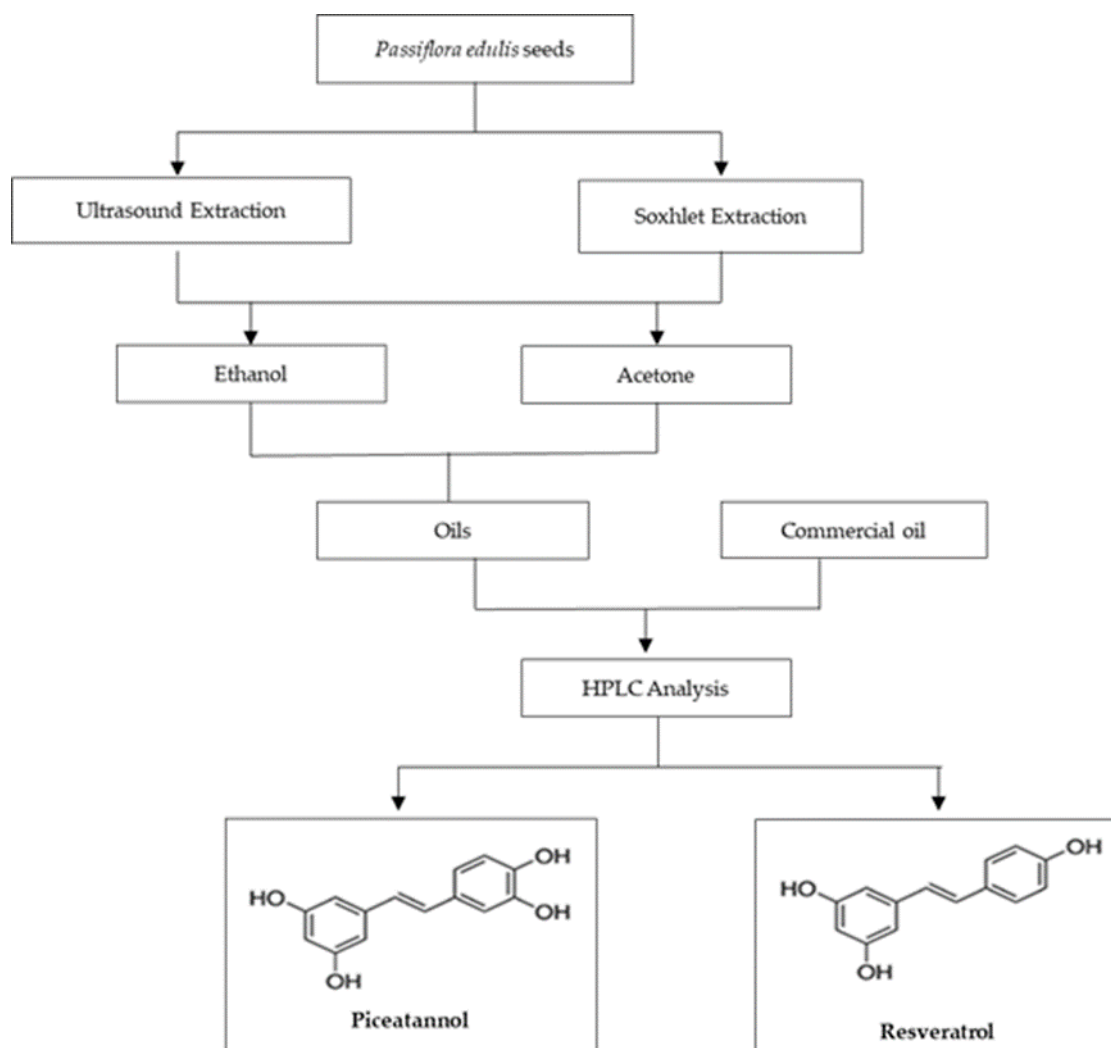 Passiflora edulis seeds
Ultrasound Extraction
Soxhlet Extraction
Ethanol
Acetone
Oils
Commercial oil
HPLC Analysis
OH
HO
OH
OH
Piceatannol
OH
HO
OH
Resveratrol